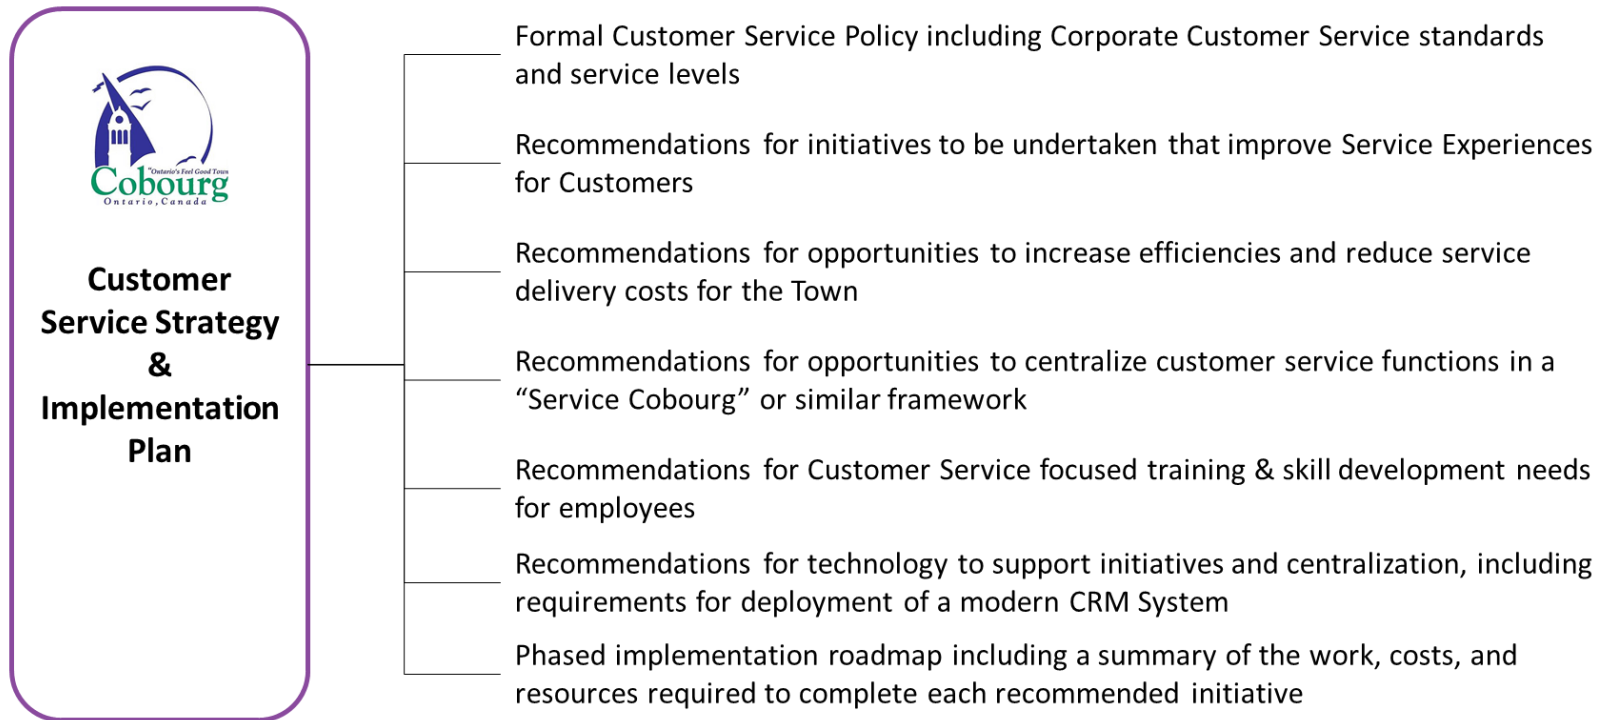 "Ontario's Feel Good Town
Cobourg
Ontario, Canada
Customer
Service Strategy
&
Implementation
Plan
Formal Customer Service Policy including Corporate Customer Service standards
and service levels
Recommendations for initiatives to be undertaken that improve Service Experiences
for Customers
Recommendations for opportunities to increase efficiencies and reduce service
delivery costs for the Town
Recommendations for opportunities to centralize customer service functions in a
“Service Cobourg” or similar framework
Recommendations for Customer Service focused training & skill development needs
for employees
Recommendations for technology to support initiatives and centralization, including
requirements for deployment of a modern CRM System
Phased implementation roadmap including a summary of the work, costs, and
resources required to complete each recommended initiative